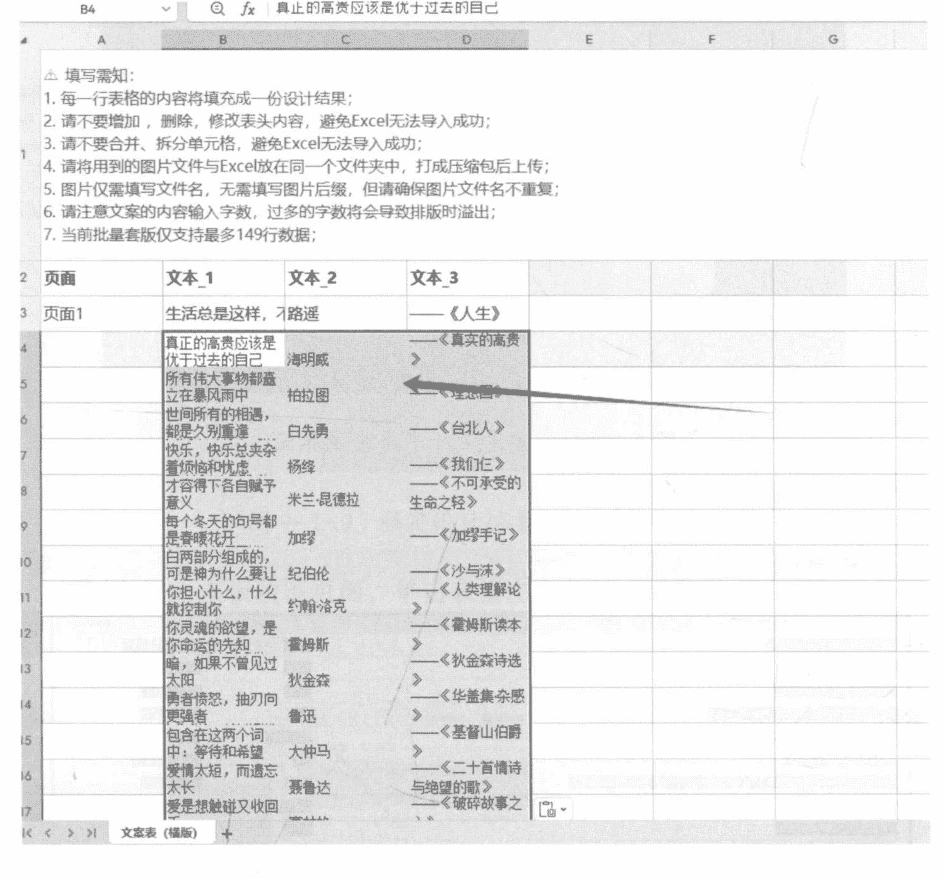 B4
fx
真正的高贵应该是优于过去的自己
A B C D E F G
1
⚠ 填写需知：
1. 每一行表格的内容将填充成一份设计结果；
2. 请不要增加，删除，修改表头内容，避免Excel无法导入成功；
3. 请不要合并、拆分单元格，避免Excel无法导入成功；
4. 请将用到的图片文件与Excel放在同一个文件夹中，打成压缩包后上传；
5. 图片仅需填写文件名，无需填写图片后缀，但请确保图片文件名不重复；
6. 请注意文案的内容输入字数，过多的字数将会导致排版时溢出；
7. 当前批量套版仅支持最多149行数据；
2 页面 文本_1 文本_2 文本_3
3 页面1 生活总是这样，不 路遥 ——《人生》
4 真正的高贵应该是
优于过去的自己 海明威 ——《真实的高贵
》
5 所有伟大事物都矗
立在暴风雨中 柏拉图
6 世间所有的相遇，
都是久别重逢 白先勇 ——《台北人》
7 快乐，快乐总夹杂
着烦恼和忧虑 杨绛 ——《我们仨》
8 才容得下各自赋予
意义 米兰·昆德拉 ——《不可承受的
生命之轻》
9 每个冬天的句号都
是春暖花开 加缪 ——《加缪手记》
10 白两部分组成的，
可是神为什么要让 纪伯伦 ——《沙与沫》
11 你担心什么，什么
就控制你 约翰·洛克 ——《人类理解论
》
12 你灵魂的欲望，是
你命运的先知 霍姆斯 ——《霍姆斯读本
》
13 暗，如果不曾见过
太阳 狄金森 ——《狄金森诗选
》
14 勇者愤怒，抽刃向
更强者 鲁迅 ——《华盖集·杂感
》
15 包含在这两个词
中：等待和希望 大仲马 ——《基督山伯爵
》
16 爱情太短，而遗忘
太长 聂鲁达 ——《二十首情诗
与绝望的歌》
17 爱是想触碰又收回
——《破碎故事之
文案表（横版）